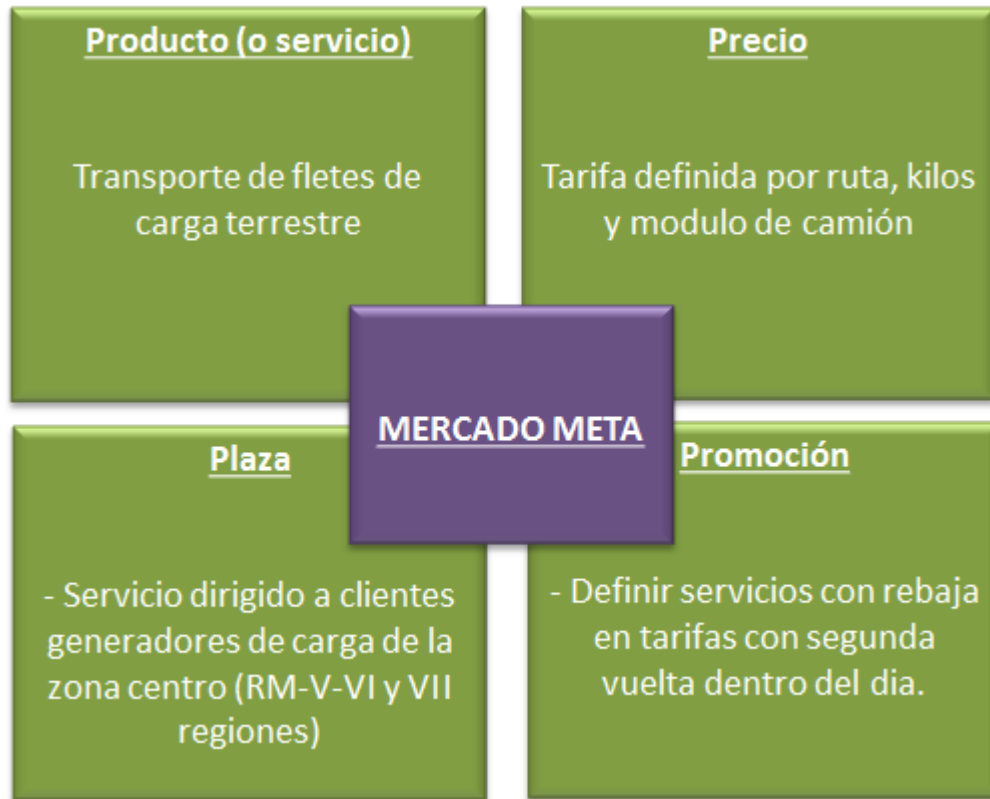 Producto (o servicio)
Transporte de fletes de
carga terrestre
Precio
Tarifa definida por ruta, kilos
y modulo de camión
MERCADO META
Plaza
- Servicio dirigido a clientes
generadores de carga de la
zona centro (RM-V-VI y VII
regiones)
Promoción
- Definir servicios con rebaja
en tarifas con segunda
vuelta dentro del dia.